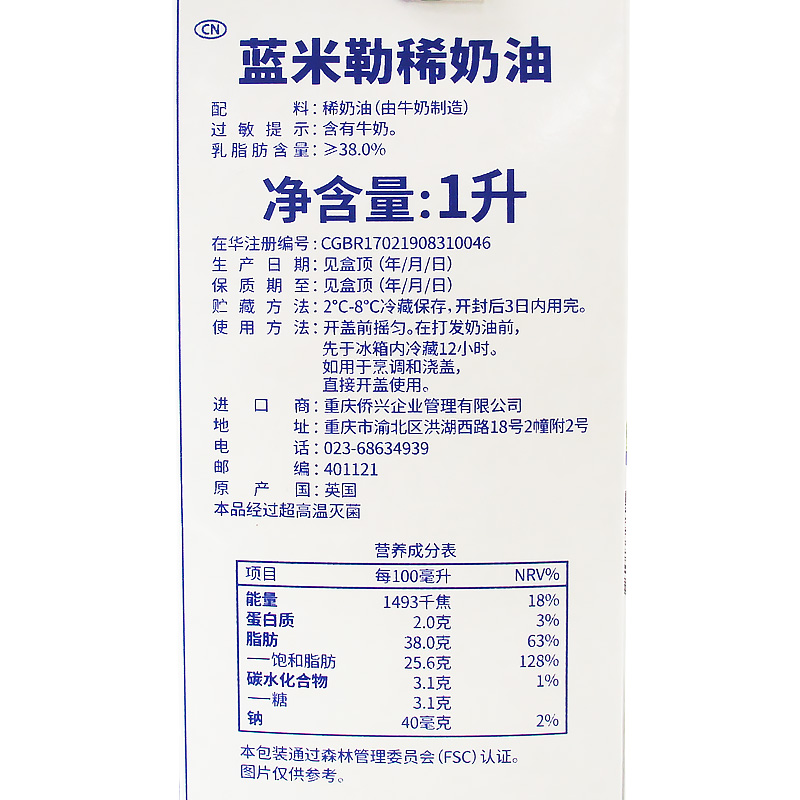 CN
蓝米勒稀奶油
配料：稀奶油（由牛奶制造）
过敏提示：含有牛奶。
乳脂肪含量：≥38.0%
净含量:1升
在华注册编号：CGBR17021908310046
生产日期：见盒顶（年/月/日）
保质期至：见盒顶（年/月/日）
贮藏方法：2°C-8°C冷藏保存，开封后3日内用完。
使用方法：开盖前摇匀。在打发奶油前，
先于冰箱内冷藏12小时。
如用于烹调和浇盖，
直接开盖使用。
进口商：重庆侨兴企业管理有限公司
地址：重庆市渝北区洪湖西路18号2幢附2号
电话：023-68634939
邮编：401121
原产国：英国
本品经过超高温灭菌
营养成分表
项目 每100毫升 NRV%
能量 1493千焦 18%
蛋白质 2.0克 3%
脂肪 38.0克 63%
——饱和脂肪 25.6克 128%
碳水化合物 3.1克 1%
——糖 3.1克
钠 40毫克 2%
本包装通过森林管理委员会（FSC）认证。
图片仅供参考。